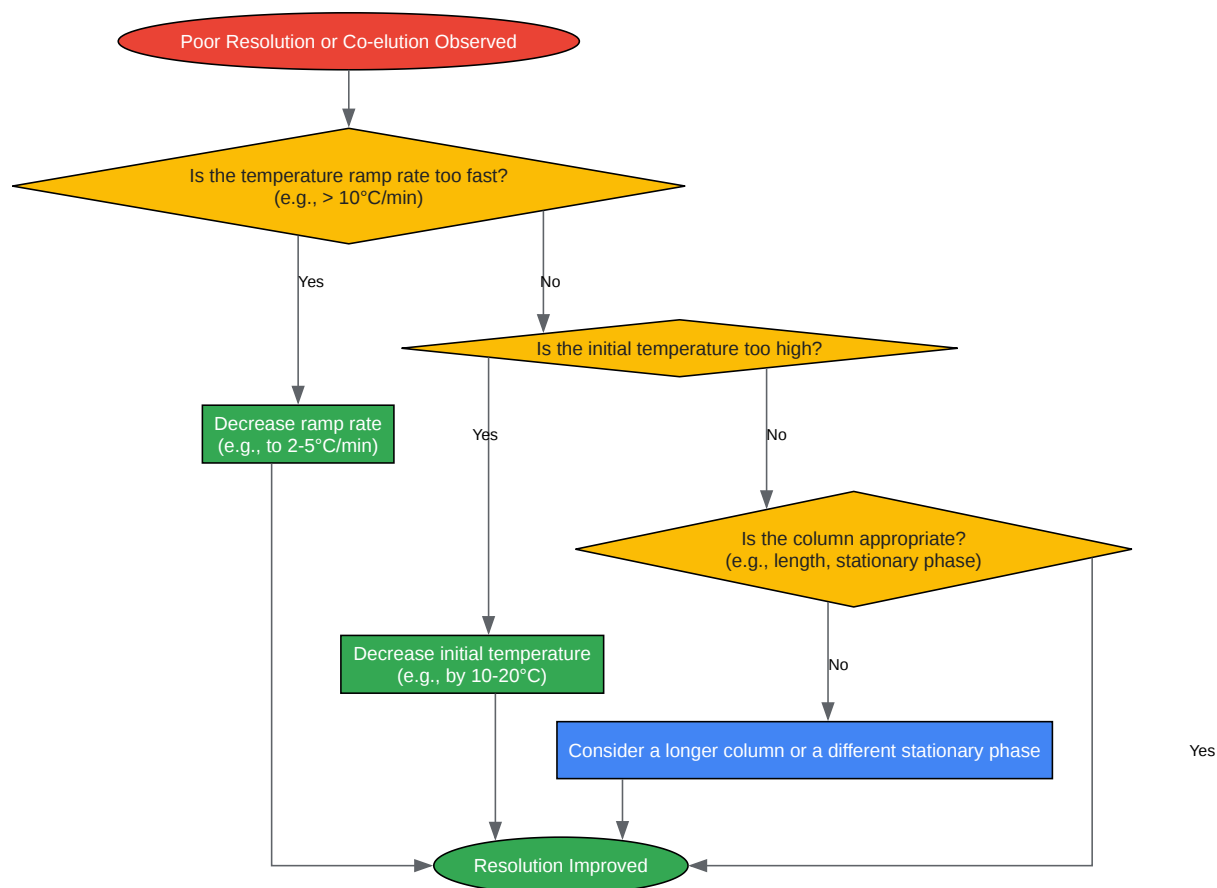 Poor Resolution or Co-elution Observed
Is the temperature ramp rate too fast?
(e.g., > 10°C/min)
Yes
No
Is the initial temperature too high?
Decrease ramp rate
(e.g., to 2-5°C/min)
Yes
No
Is the column appropriate?
(e.g., length, stationary phase)
Decrease initial temperature
(e.g., by 10-20°C)
No
Consider a longer column or a different stationary phase
Yes
Resolution Improved